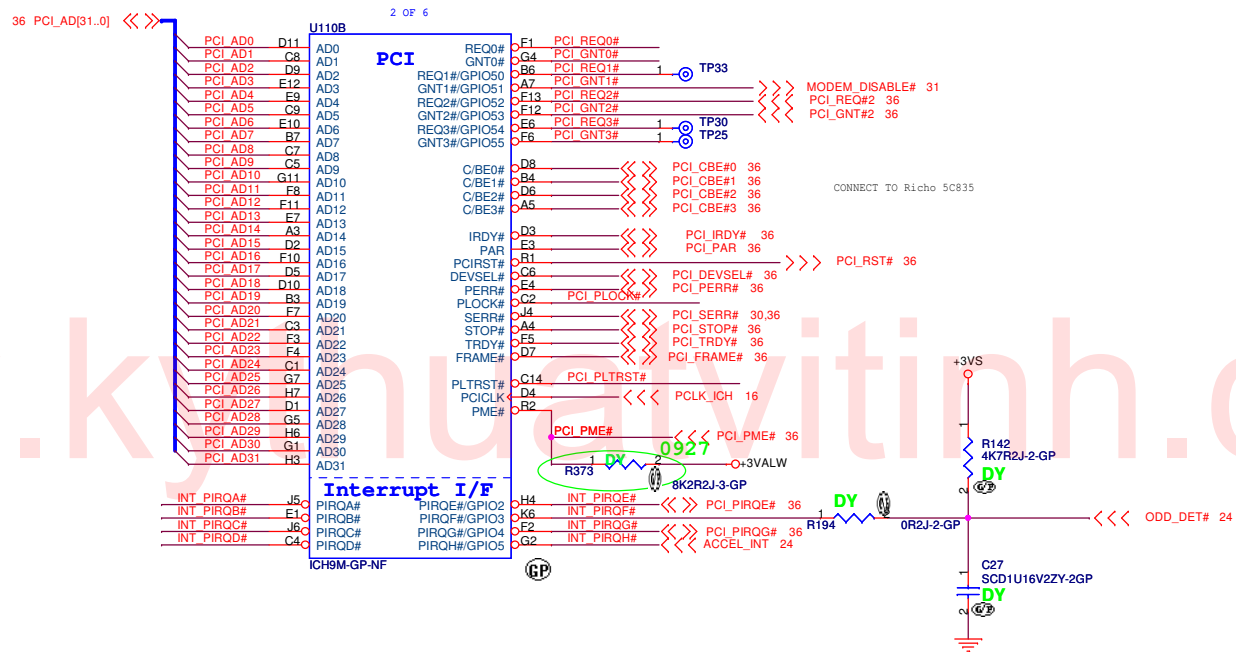 2 OF 6
36 PCI_AD[31..0]
U110B
PCI
PCI_AD0 D11 AD0 REQ0# F1 PCI_REQ0#
PCI_AD1 C8 AD1 GNT0# G4 PCI_GNT0#
PCI_AD2 D9 AD2 REQ1#/GPIO50 B6 PCI_REQ1# 1 TP33
PCI_AD3 E12 AD3 GNT1#/GPIO51 A7 PCI_GNT1# MODEM_DISABLE# 31
PCI_AD4 E9 AD4 REQ2#/GPIO52 F13 PCI_REQ2# PCI_REQ#2 36
PCI_AD5 C9 AD5 GNT2#/GPIO53 F12 PCI_GNT2# PCI_GNT#2 36
PCI_AD6 E10 AD6 REQ3#/GPIO54 E6 PCI_REQ3# 1 TP30
PCI_AD7 B7 AD7 GNT3#/GPIO55 F6 PCI_GNT3# 1 TP25
PCI_AD8 C7 AD8
PCI_AD9 C5 AD9 C/BE0# D8 PCI_CBE#0 36
PCI_AD10 G11 AD10 C/BE1# B4 PCI_CBE#1 36
PCI_AD11 F8 AD11 C/BE2# D6 PCI_CBE#2 36
CONNECT TO Richo 5C835
PCI_AD12 F11 AD12 C/BE3# A5 PCI_CBE#3 36
PCI_AD13 E7 AD13
PCI_AD14 A3 AD14 IRDY# D3 PCI_IRDY# 36
PCI_AD15 D2 AD15 PAR E3 PCI_PAR 36
PCI_AD16 F10 AD16 PCIRST# R1 PCI_RST# 36
PCI_AD17 D5 AD17 DEVSEL# C6 PCI_DEVSEL# 36
PCI_AD18 D10 AD18 PERR# E4 PCI_PERR# 36
PCI_AD19 B3 AD19 PLOCK# C2 PCI_PLOCK#
PCI_AD20 F7 AD20 SERR# J4 PCI_SERR# 30,36
PCI_AD21 C3 AD21 STOP# A4 PCI_STOP# 36
PCI_AD22 F3 AD22 TRDY# F5 PCI_TRDY# 36
PCI_AD23 F4 AD23 FRAME# D7 PCI_FRAME# 36
PCI_AD24 C1 AD24
PCI_AD25 G7 AD25 PLTRST# C14 PCI_PLTRST#
PCI_AD26 H7 AD26 PCICLK D4 PCLK_ICH 16
PCI_AD27 D1 AD27 PME# R2
PCI_AD28 G5 AD28
PCI_AD29 H6 AD29 PCI_PME# PCI_PME# 36
PCI_AD30 G1 AD30 0927
PCI_AD31 H3 AD31 R373 1 DY 2 +3VALW
8K2R2J-3-GP
Interrupt I/F
INT_PIRQA# J5 PIRQA# PIRQE#/GPIO2 H4 INT_PIRQE# PCI_PIRQE# 36
INT_PIRQB# E1 PIRQB# PIRQF#/GPIO3 K6 INT_PIRQF#
INT_PIRQC# J6 PIRQC# PIRQG#/GPIO4 F2 INT_PIRQG# PCI_PIRQG# 36
INT_PIRQD# C4 PIRQD# PIRQH#/GPIO5 G2 INT_PIRQH# ACCEL_INT 24
ICH9M-GP-NF
GP
+3VS
1
R142
4K7R2J-2-GP
DY
2 G/P
1 DY 2
R194 0R2J-2-GP
ODD_DET# 24
1
C27
SCD1U16V2ZY-2GP
DY
2 G/P
.kythuatvitinh.c